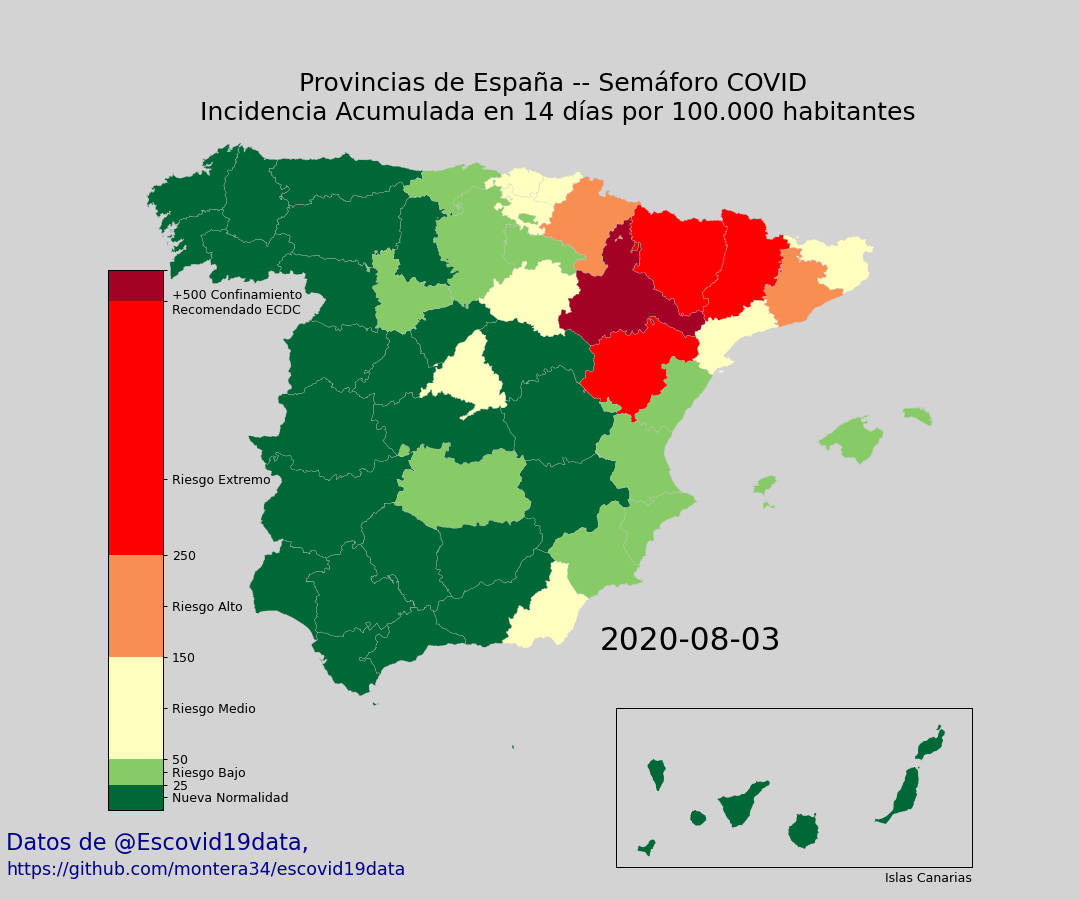 Provincias de España -- Semáforo COVID
Incidencia Acumulada en 14 días por 100.000 habitantes
+500 Confinamiento
Recomendado ECDC
Riesgo Extremo
250
Riesgo Alto
150
Riesgo Medio
50
Riesgo Bajo
25
Nueva Normalidad
2020-08-03
Islas Canarias
Datos de @Escovid19data,
https://github.com/montera34/escovid19data